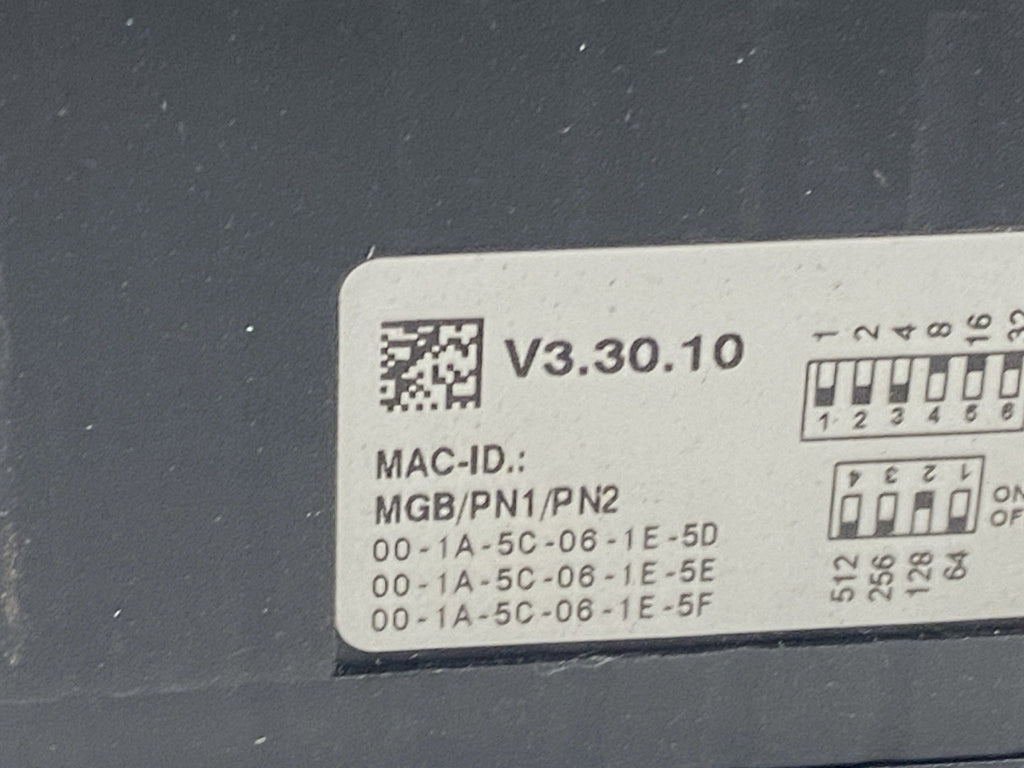 V3.30.10
MAC-ID.:
MGB/PN1/PN2
00-1A-5C-06-1E-5D
00-1A-5C-06-1E-5E
00-1A-5C-06-1E-5F
1 2 4 8 16 32
1 2 3 4 5 6
4 3 2 1
ON
OF
512 256 128 64